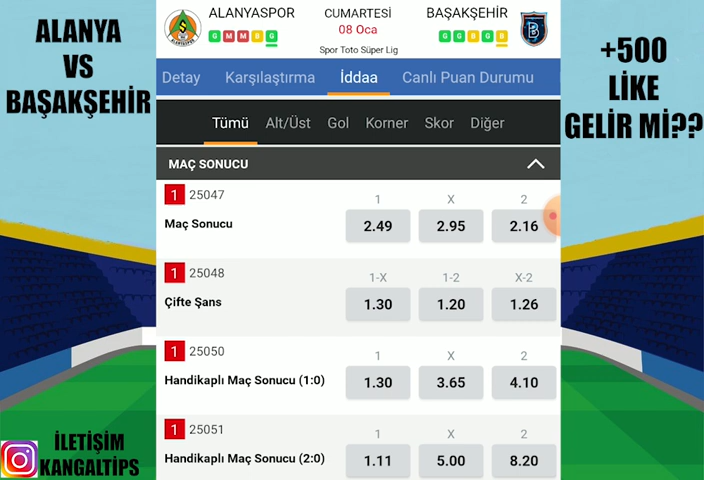 ALANYA
VS
BAŞAKŞEHİR
+500
LİKE
GELİR Mİ??
ALANYASPOR
CUMARTESİ
BAŞAKŞEHİR
G M M B G
08 Oca
G G B G B
Spor Toto Süper Lig
Detay Karşılaştırma İddaa Canlı Puan Durumu
Tümü Alt/Üst Gol Korner Skor Diğer
MAÇ SONUCU
1 25047
1 X 2
Maç Sonucu 2.49 2.95 2.16
1 25048
1-X 1-2 X-2
Çifte Şans 1.30 1.20 1.26
1 25050
1 X 2
Handikaplı Maç Sonucu (1:0) 1.30 3.65 4.10
1 25051
1 X 2
Handikaplı Maç Sonucu (2:0) 1.11 5.00 8.20
İLETİŞİM
KANGALTİPS